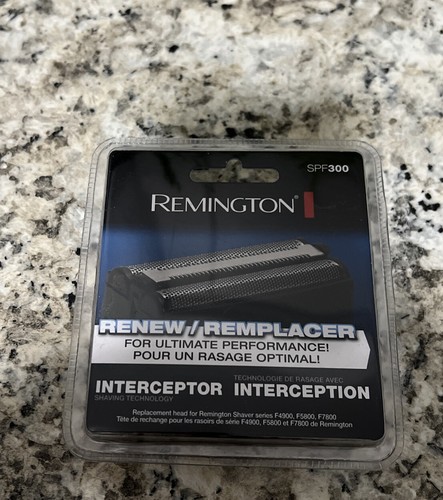 SPF300
REMINGTON®
RENEW/REMPLACER
FOR ULTIMATE PERFORMANCE!
POUR UN RASAGE OPTIMAL!
INTERCEPTOR
SHAVING TECHNOLOGY
TECHNOLOGIE DE RASAGE AVEC
INTERCEPTION
Replacement head for Remington Shaver series F4900, F5800, F7800
Tête de rechange pour les rasoirs de série F4900, F5800 et F7800 de Remington